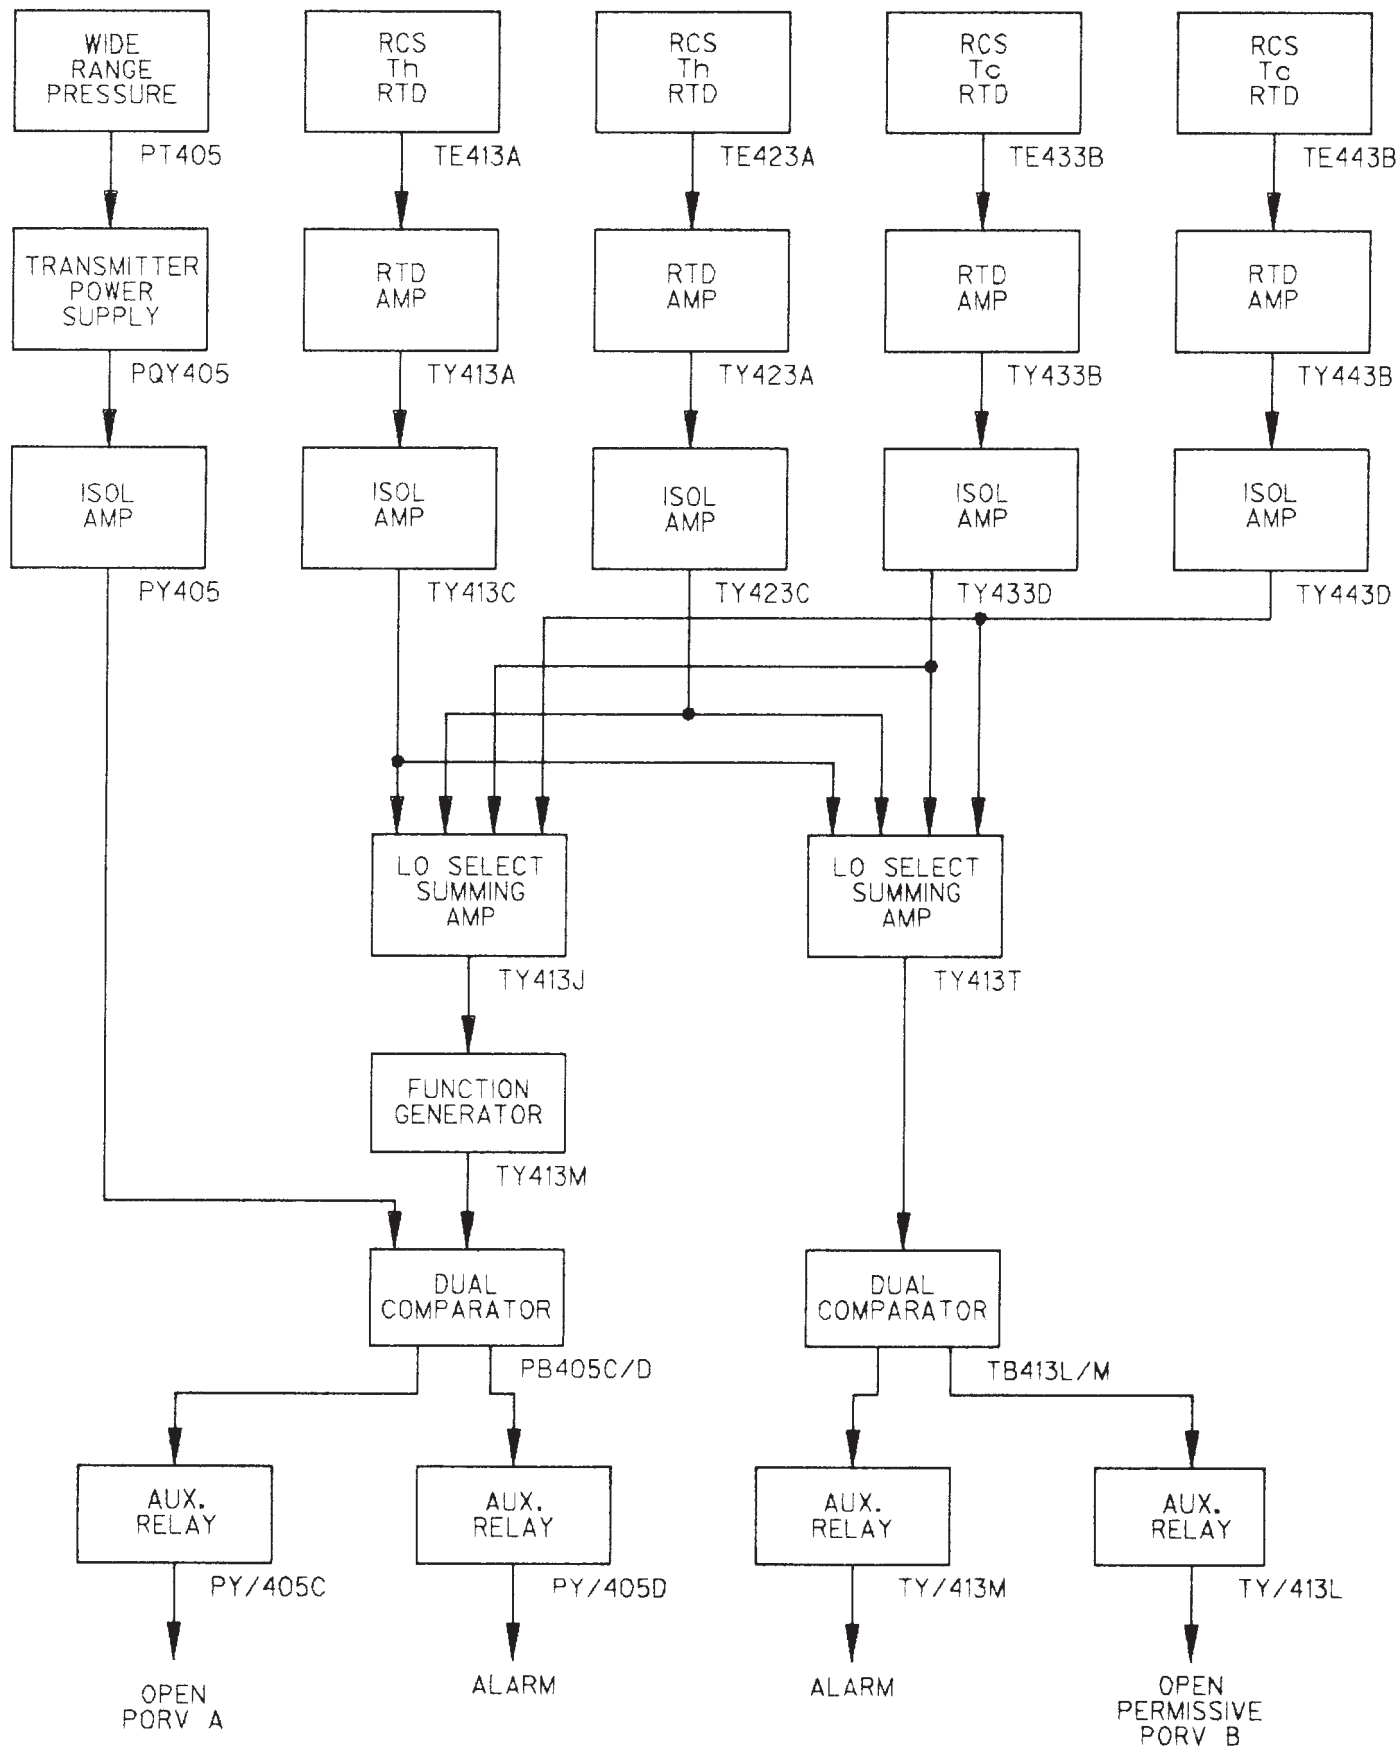 WIDE
RANGE
PRESSURE
RCS
Th
RTD
RCS
Th
RTD
RCS
Tc
RTD
RCS
Tc
RTD
PT405
TE413A
TE423A
TE433B
TE443B
TRANSMITTER
POWER
SUPPLY
RTD
AMP
RTD
AMP
RTD
AMP
RTD
AMP
PQY405
TY413A
TY423A
TY433B
TY443B
ISOL
AMP
ISOL
AMP
ISOL
AMP
ISOL
AMP
ISOL
AMP
PY405
TY413C
TY423C
TY433D
TY443D
LO SELECT
SUMMING
AMP
LO SELECT
SUMMING
AMP
TY413J
TY413T
FUNCTION
GENERATOR
TY413M
DUAL
COMPARATOR
DUAL
COMPARATOR
PB405C/D
TB413L/M
AUX.
RELAY
AUX.
RELAY
AUX.
RELAY
AUX.
RELAY
PY/405C
PY/405D
TY/413M
TY/413L
OPEN
PORV A
ALARM
ALARM
OPEN
PERMISSIVE
PORV B